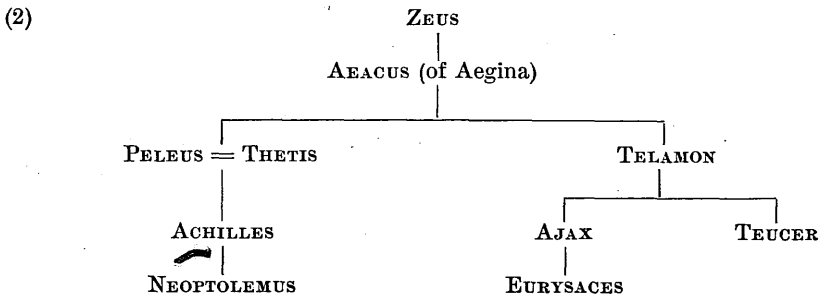 (2)
ZEUS
AEACUS (of Aegina)
PELEUS = THETIS TELAMON
ACHILLES AJAX TEUCER
NEOPTOLEMUS EURYSACES